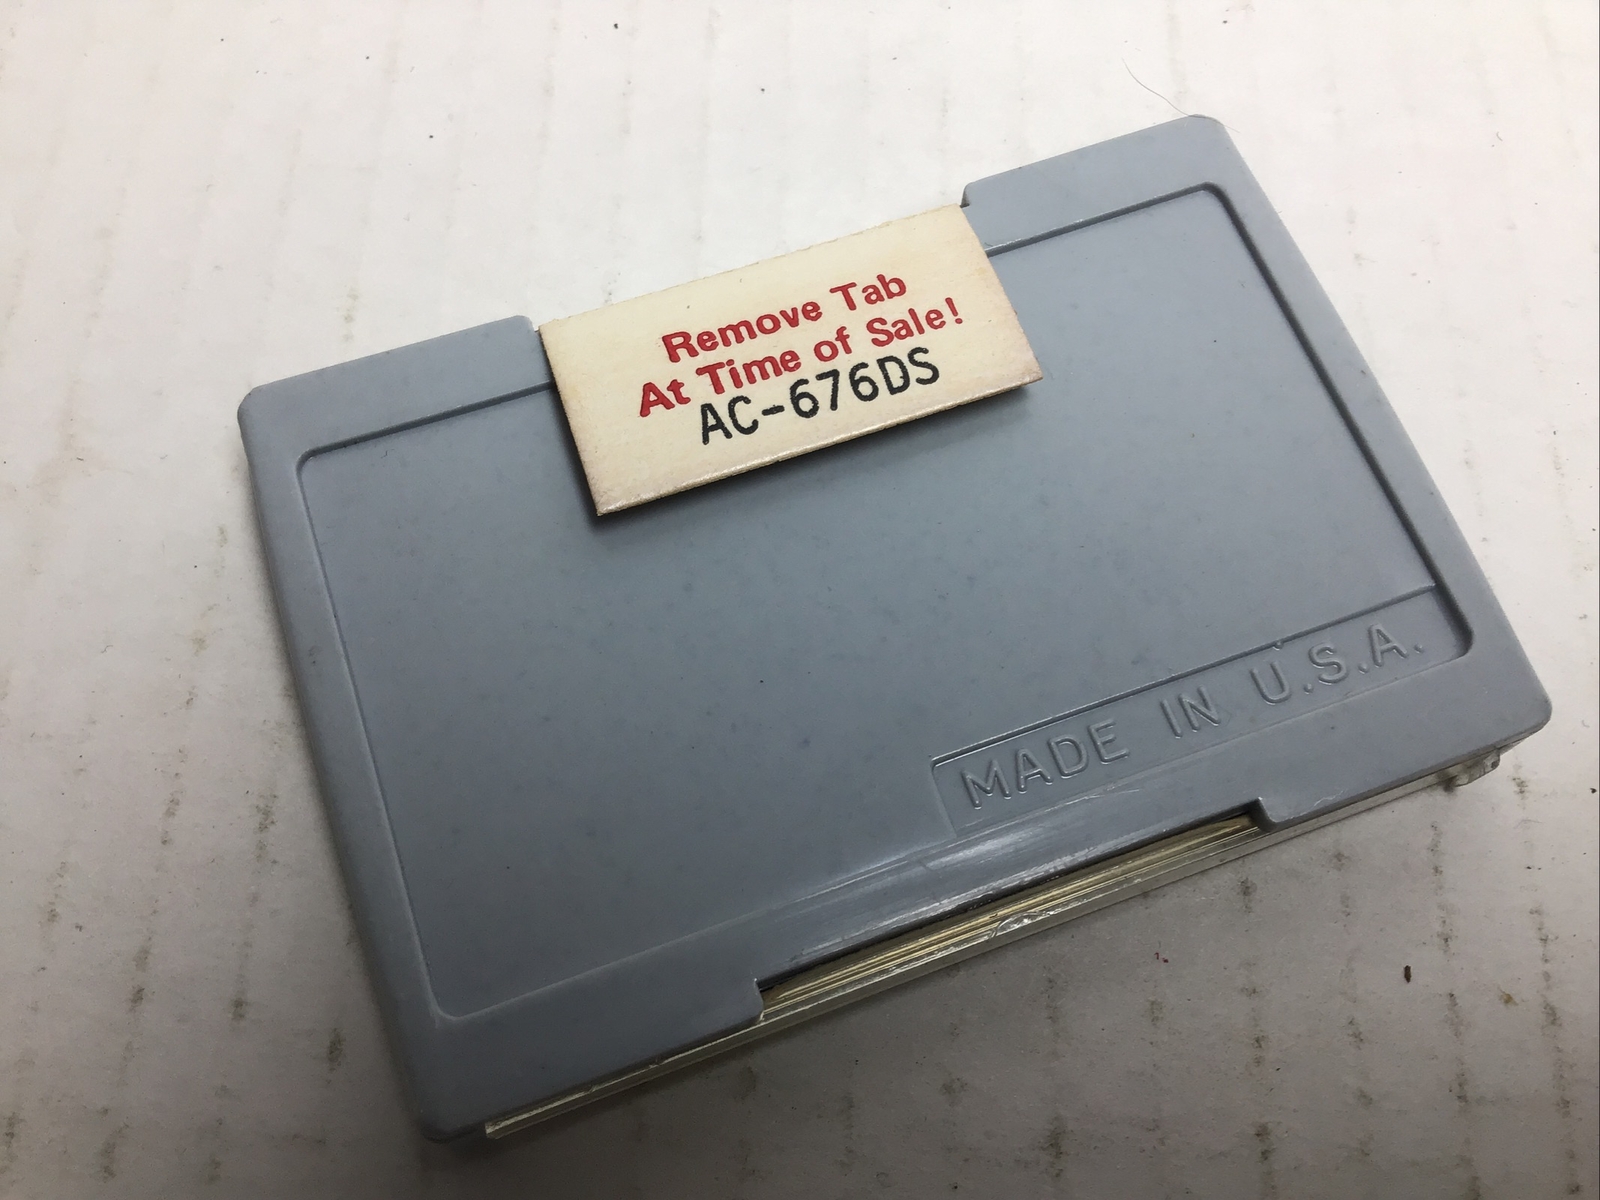 Remove Tab
At Time of Sale!
AC-676DS
MADE IN U.S.A.